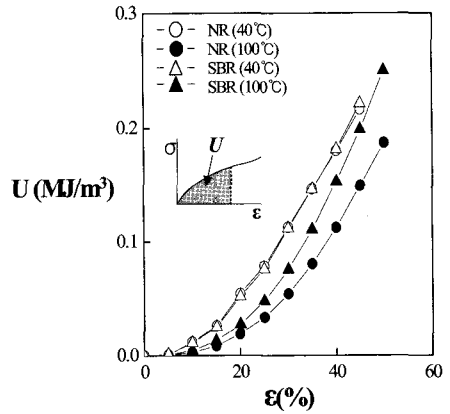 0.3
NR (40℃)
NR (100℃)
SBR (40℃)
SBR (100℃)
0.2
σ
U
ε
U (MJ/m³)
0.1
0.0
0
20
40
60
ε(%)